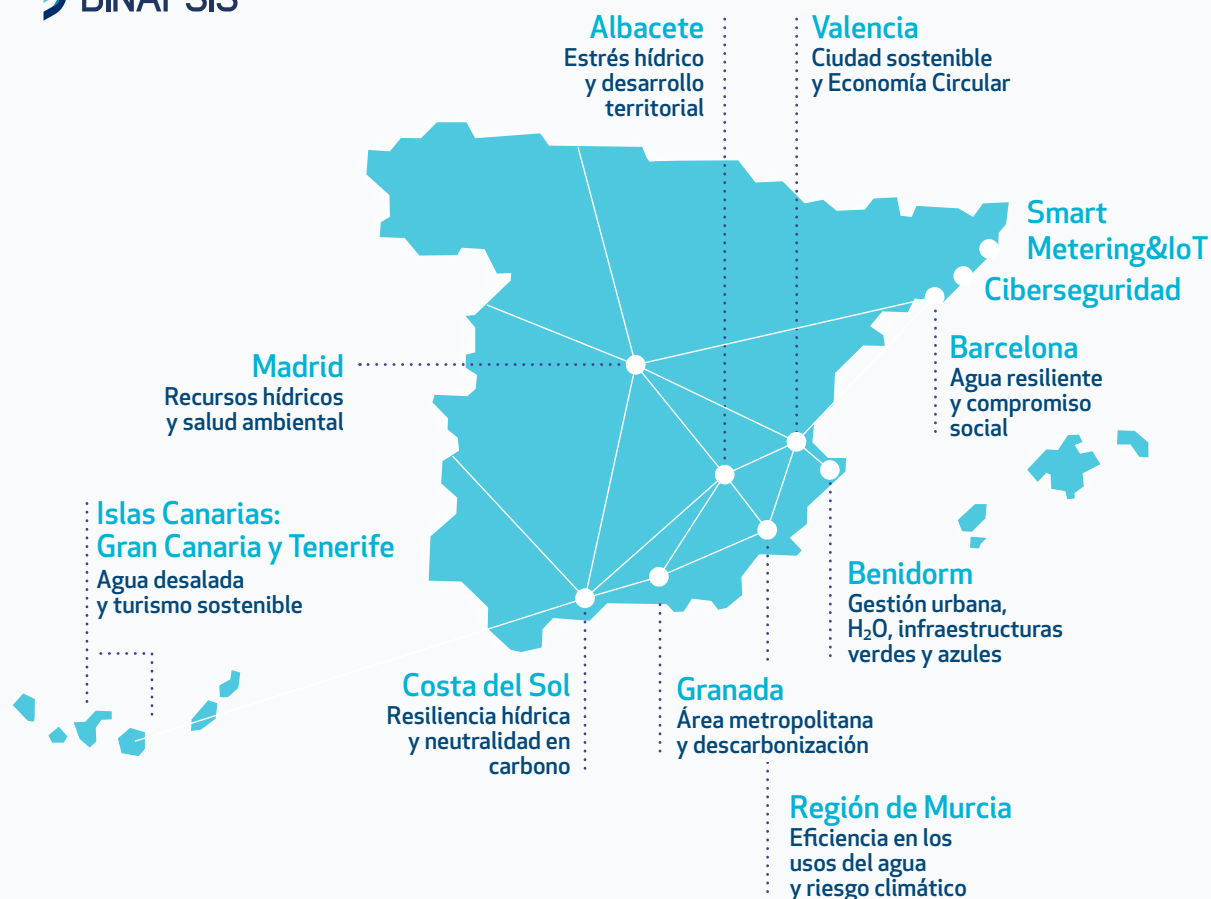 BINAPSIS
Albacete
Estrés hídrico
y desarrollo
territorial
Valencia
Ciudad sostenible
y Economía Circular
Smart
Metering&IoT
Ciberseguridad
Barcelona
Agua resiliente
y compromiso
social
Madrid
Recursos hídricos
y salud ambiental
Islas Canarias:
Gran Canaria y Tenerife
Agua desalada
y turismo sostenible
Benidorm
Gestión urbana,
H₂O, infraestructuras
verdes y azules
Costa del Sol
Resiliencia hídrica
y neutralidad en
carbono
Granada
Área metropolitana
y descarbonización
Región de Murcia
Eficiencia en los
usos del agua
y riesgo climático